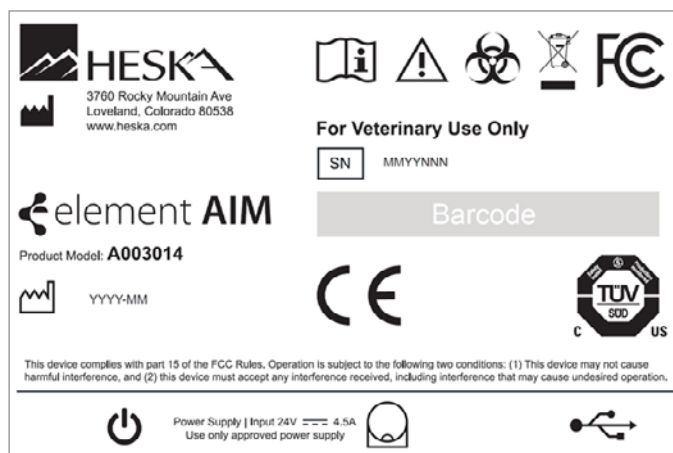 HESKA
3760 Rocky Mountain Ave
Loveland, Colorado 80538
www.heska.com
FC
For Veterinary Use Only
SN MMYYNNN
element AIM
Barcode
Product Model: A003014
YYYY-MM
CE
TÜV
SÜD
C US
This device complies with part 15 of the FCC Rules. Operation is subject to the following two conditions: (1) This device may not cause
harmful interference, and (2) this device must accept any interference received, including interference that may cause undesired operation.
Power Supply | Input 24V 4.5A
Use only approved power supply